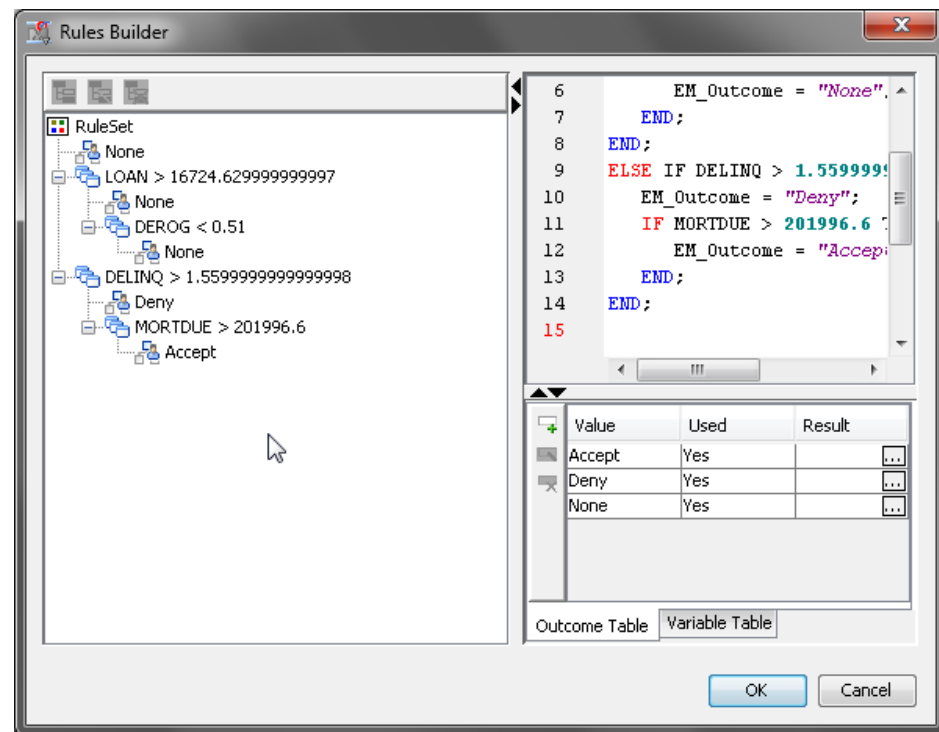 Rules Builder
RuleSet
None
LOAN > 16724.629999999997
None
DEROG < 0.51
None
DELINQ > 1.5599999999999998
Deny
MORTDUE > 201996.6
Accept
6 EM_Outcome = "None"
7 END;
8 END;
9 ELSE IF DELINQ > 1.5599999
10 EM_Outcome = "Deny";
11 IF MORTDUE > 201996.6
12 EM_Outcome = "Accep
13 END;
14 END;
15
Value Used Result
Accept Yes ...
Deny Yes ...
None Yes ...
Outcome Table Variable Table
OK Cancel